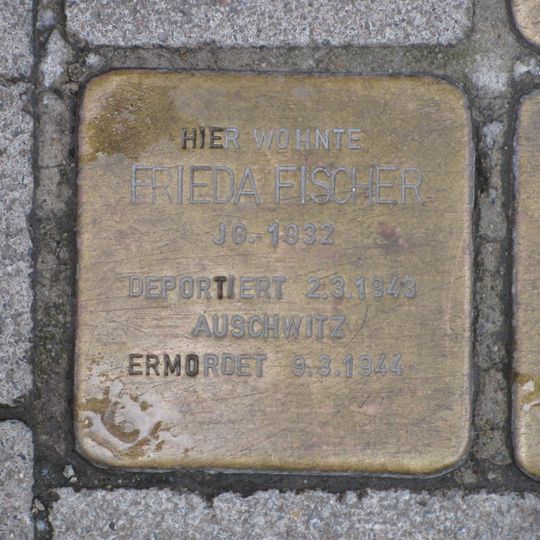 HIER WOHNTE
FRIEDA FISCHER
JG. 1932
DEPORTIERT 2.3.1943
AUSCHWITZ
ERMORDET 9.3.1944